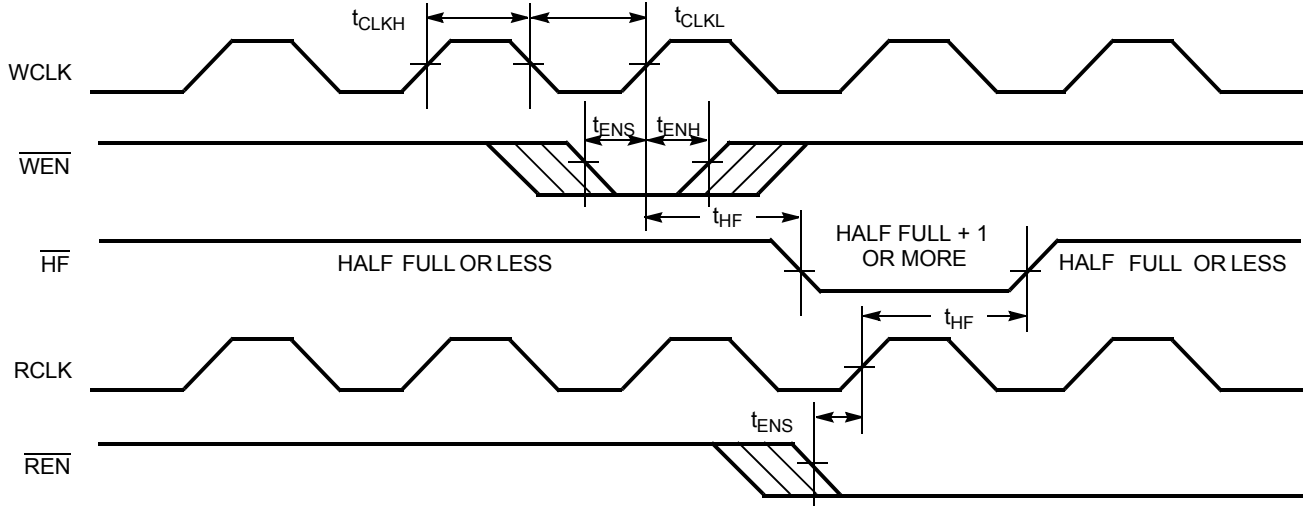 tCLKH
tCLKL
WCLK
tENS
tENH
WEN
tHF
HF
HALF FULL OR LESS
HALF FULL + 1
OR MORE
HALF FULL OR LESS
tHF
RCLK
tENS
REN